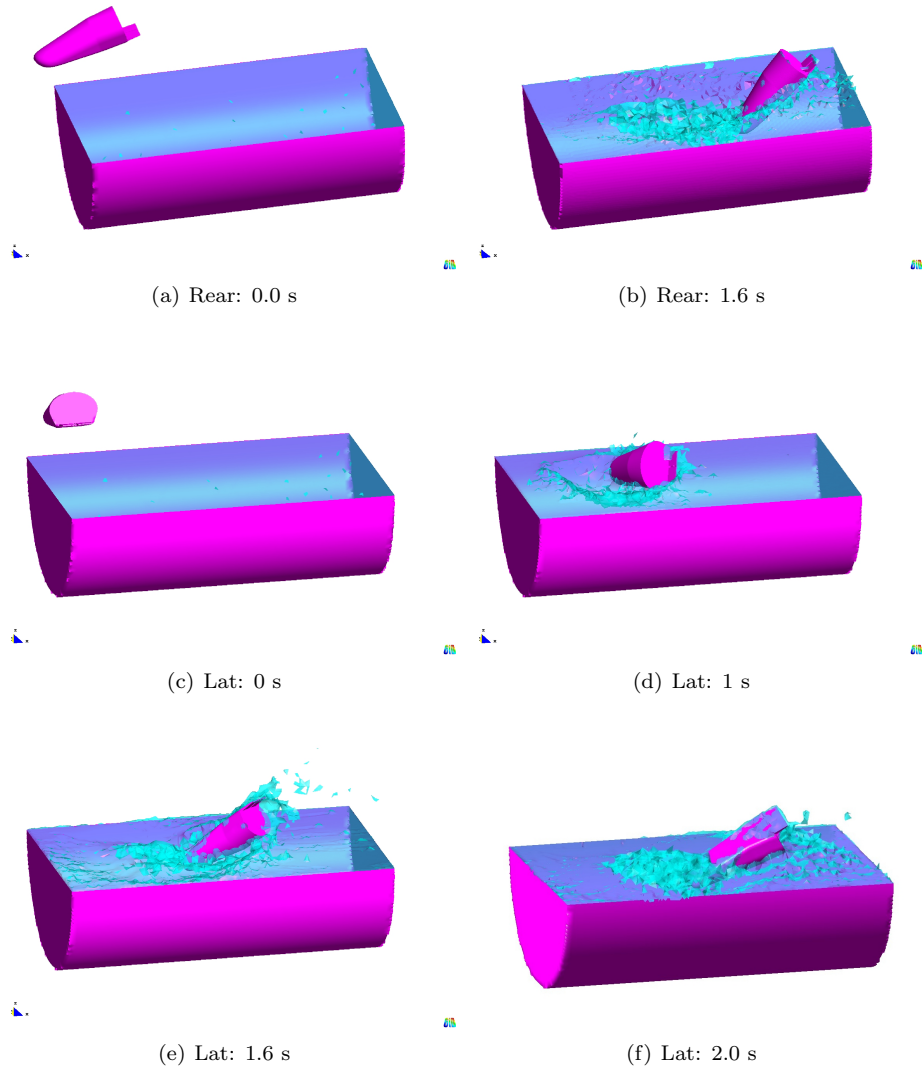 (a) Rear: 0.0 s
(b) Rear: 1.6 s
(c) Lat: 0 s
(d) Lat: 1 s
(e) Lat: 1.6 s
(f) Lat: 2.0 s